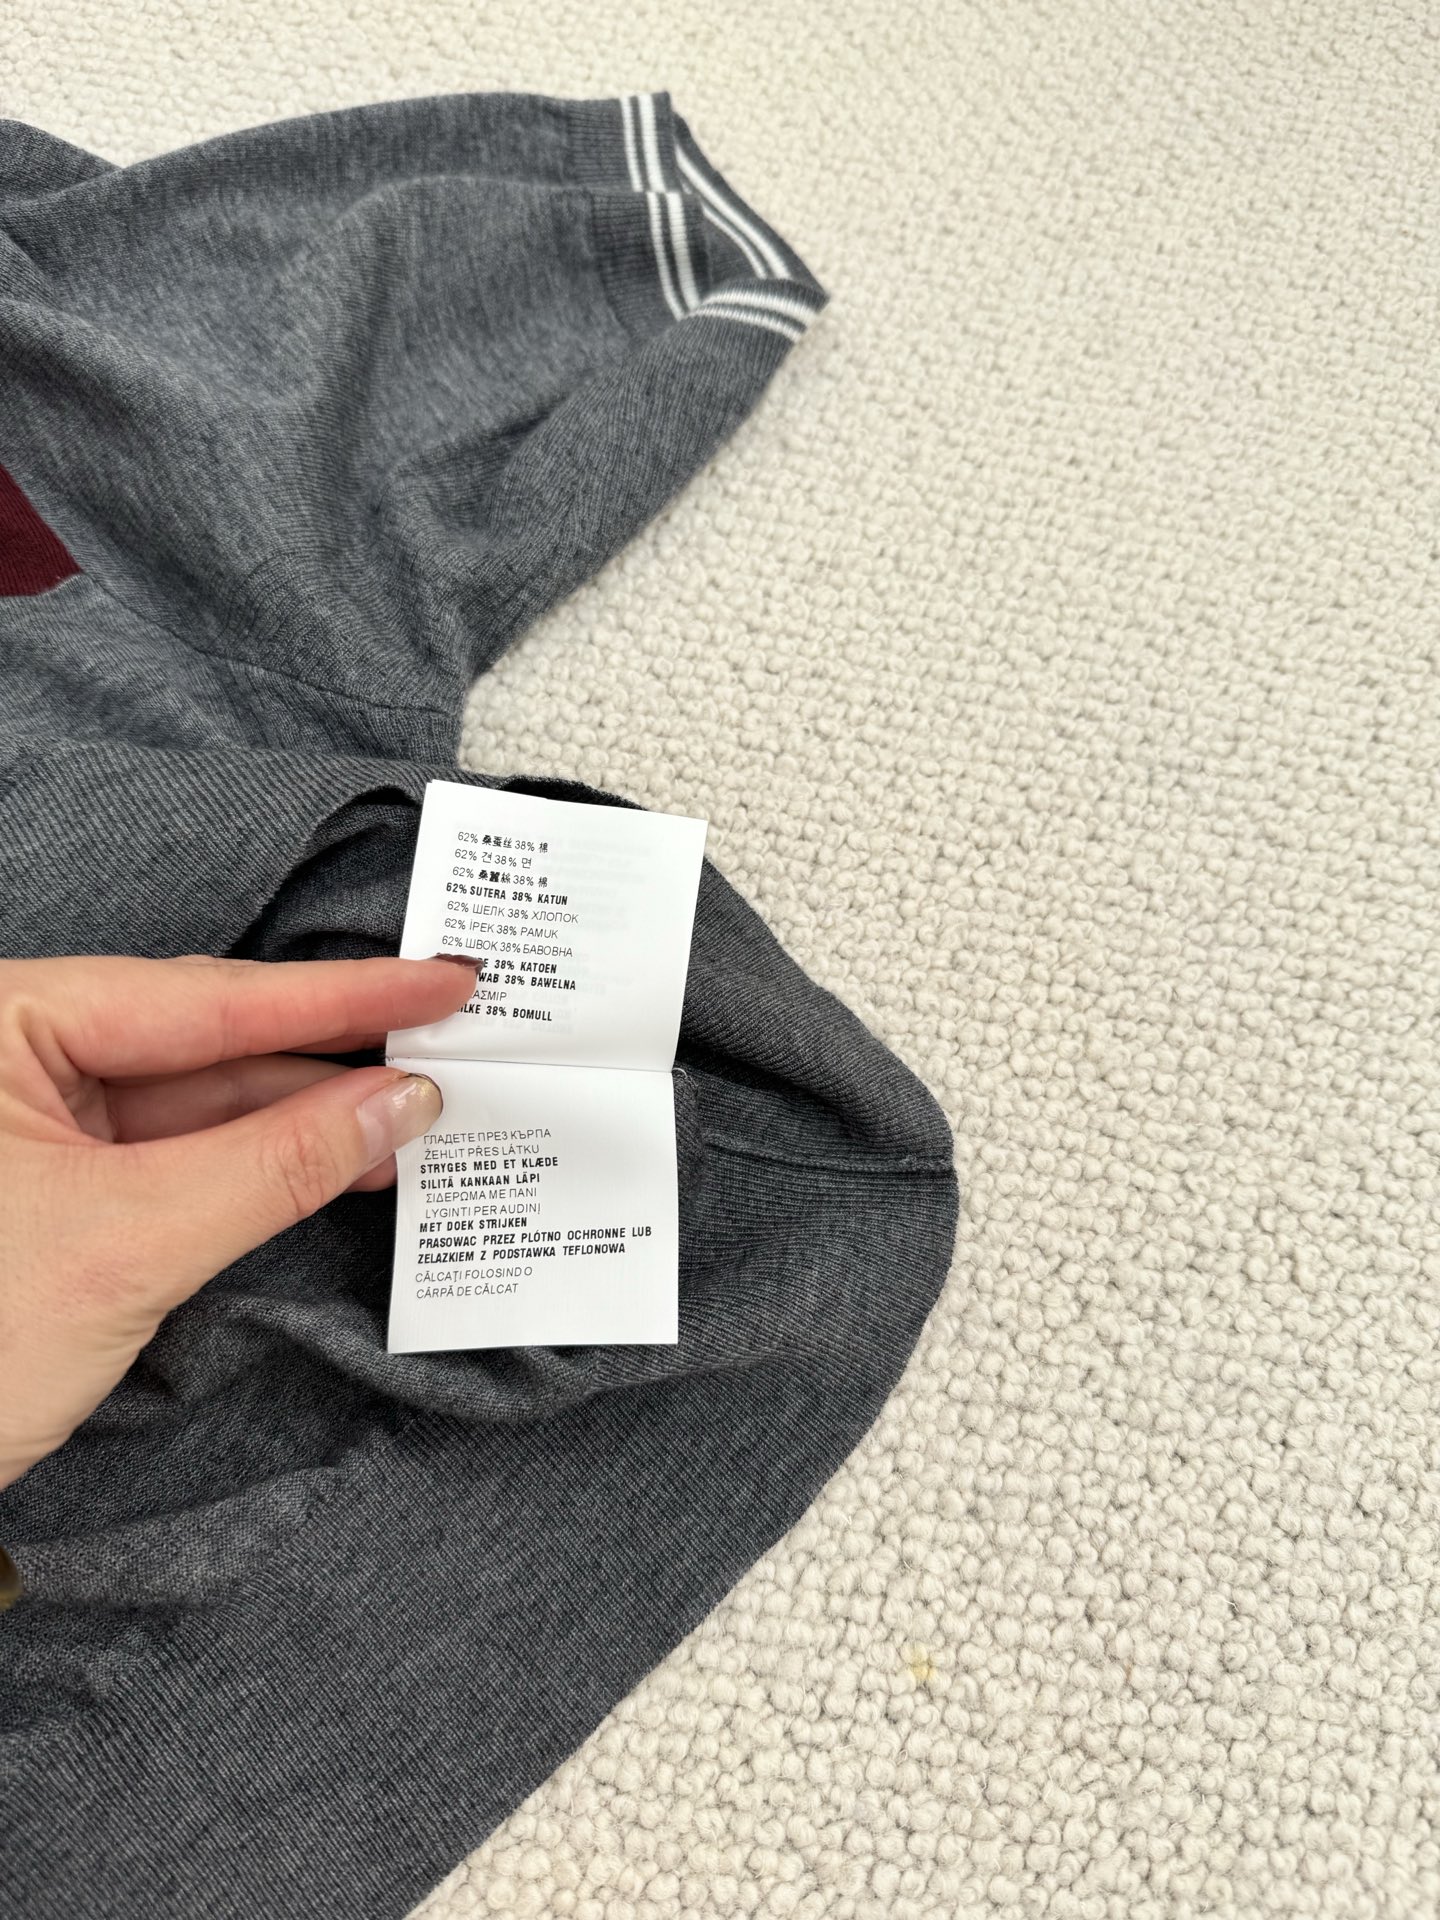 62% 桑蚕丝 38% 棉
62% 견 38% 면
62% 桑蠶絲 38% 棉
62% SUTERA 38% KATUN
62% ШЕЛК 38% ХЛОПОК
62% İPEK 38% PAMUK
62% ШВОК 38% БАВОВНА
38% KATOEN
38% BAWELNA
38% BOMULL
ГЛАДЕТЕ ПРЕЗ КЪРПА
ŽEHLIT PŘES LÁTKU
STRYGES MED ET KLÆDE
SILITÄ KANKAAN LÄPI
ΣΙΔΕΡΩΜΑ ΜΕ ΠΑΝΙ
LYGINTI PER AUDINĮ
MET DOEK STRIJKEN
PRASOWAC PRZEZ PLÓTNO OCHRONNE LUB
ZELAZKIEM Z PODSTAWKA TEFLONOWA
CĂLCAŢI FOLOSIND O
CÂRPĂ DE CĂLCAT